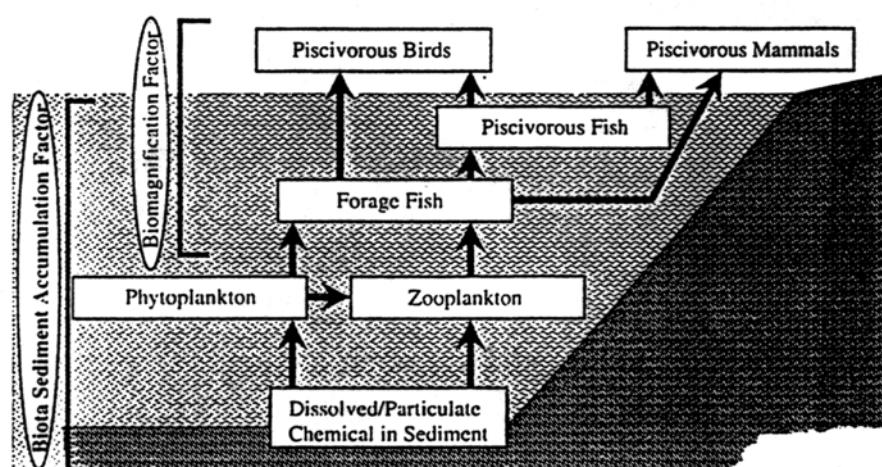 Piscivorous Birds
Piscivorous Mammals
Biomagnification Factor
Piscivorous Fish
Biota Sediment Accumulation Factor
Forage Fish
Phytoplankton
Zooplankton
Dissolved/Particulate
Chemical in Sediment